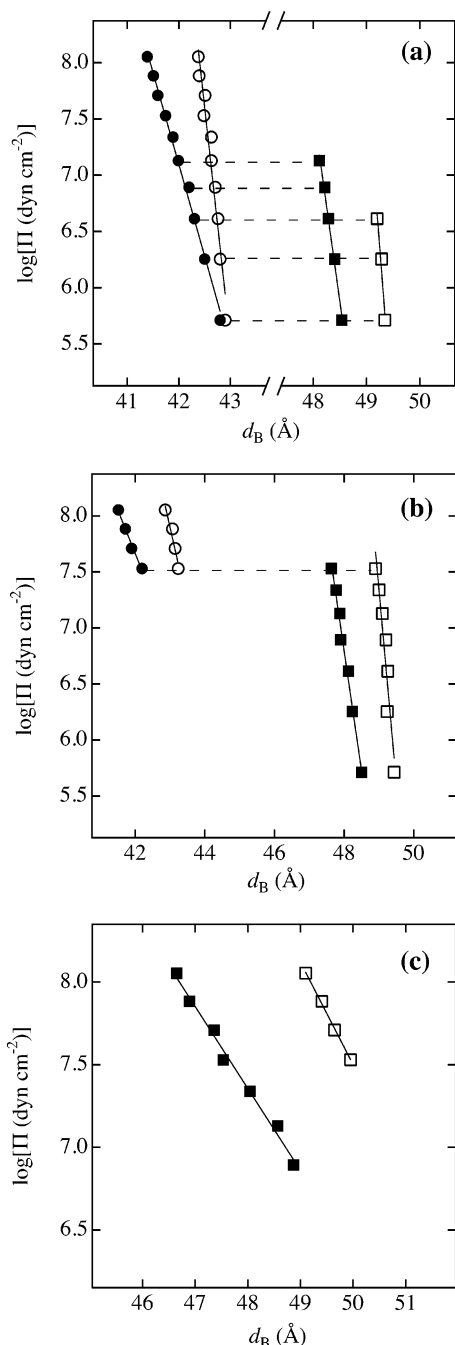 (a)
8.0
7.5
7.0
6.5
6.0
5.5
log[Π (dyn cm⁻²)]
41 42 43 48 49 50
d_B (Å)
(b)
8.0
7.5
7.0
6.5
6.0
5.5
log[Π (dyn cm⁻²)]
42 44 46 48 50
d_B (Å)
(c)
8.0
7.5
7.0
6.5
log[Π (dyn cm⁻²)]
46 47 48 49 50 51
d_B (Å)